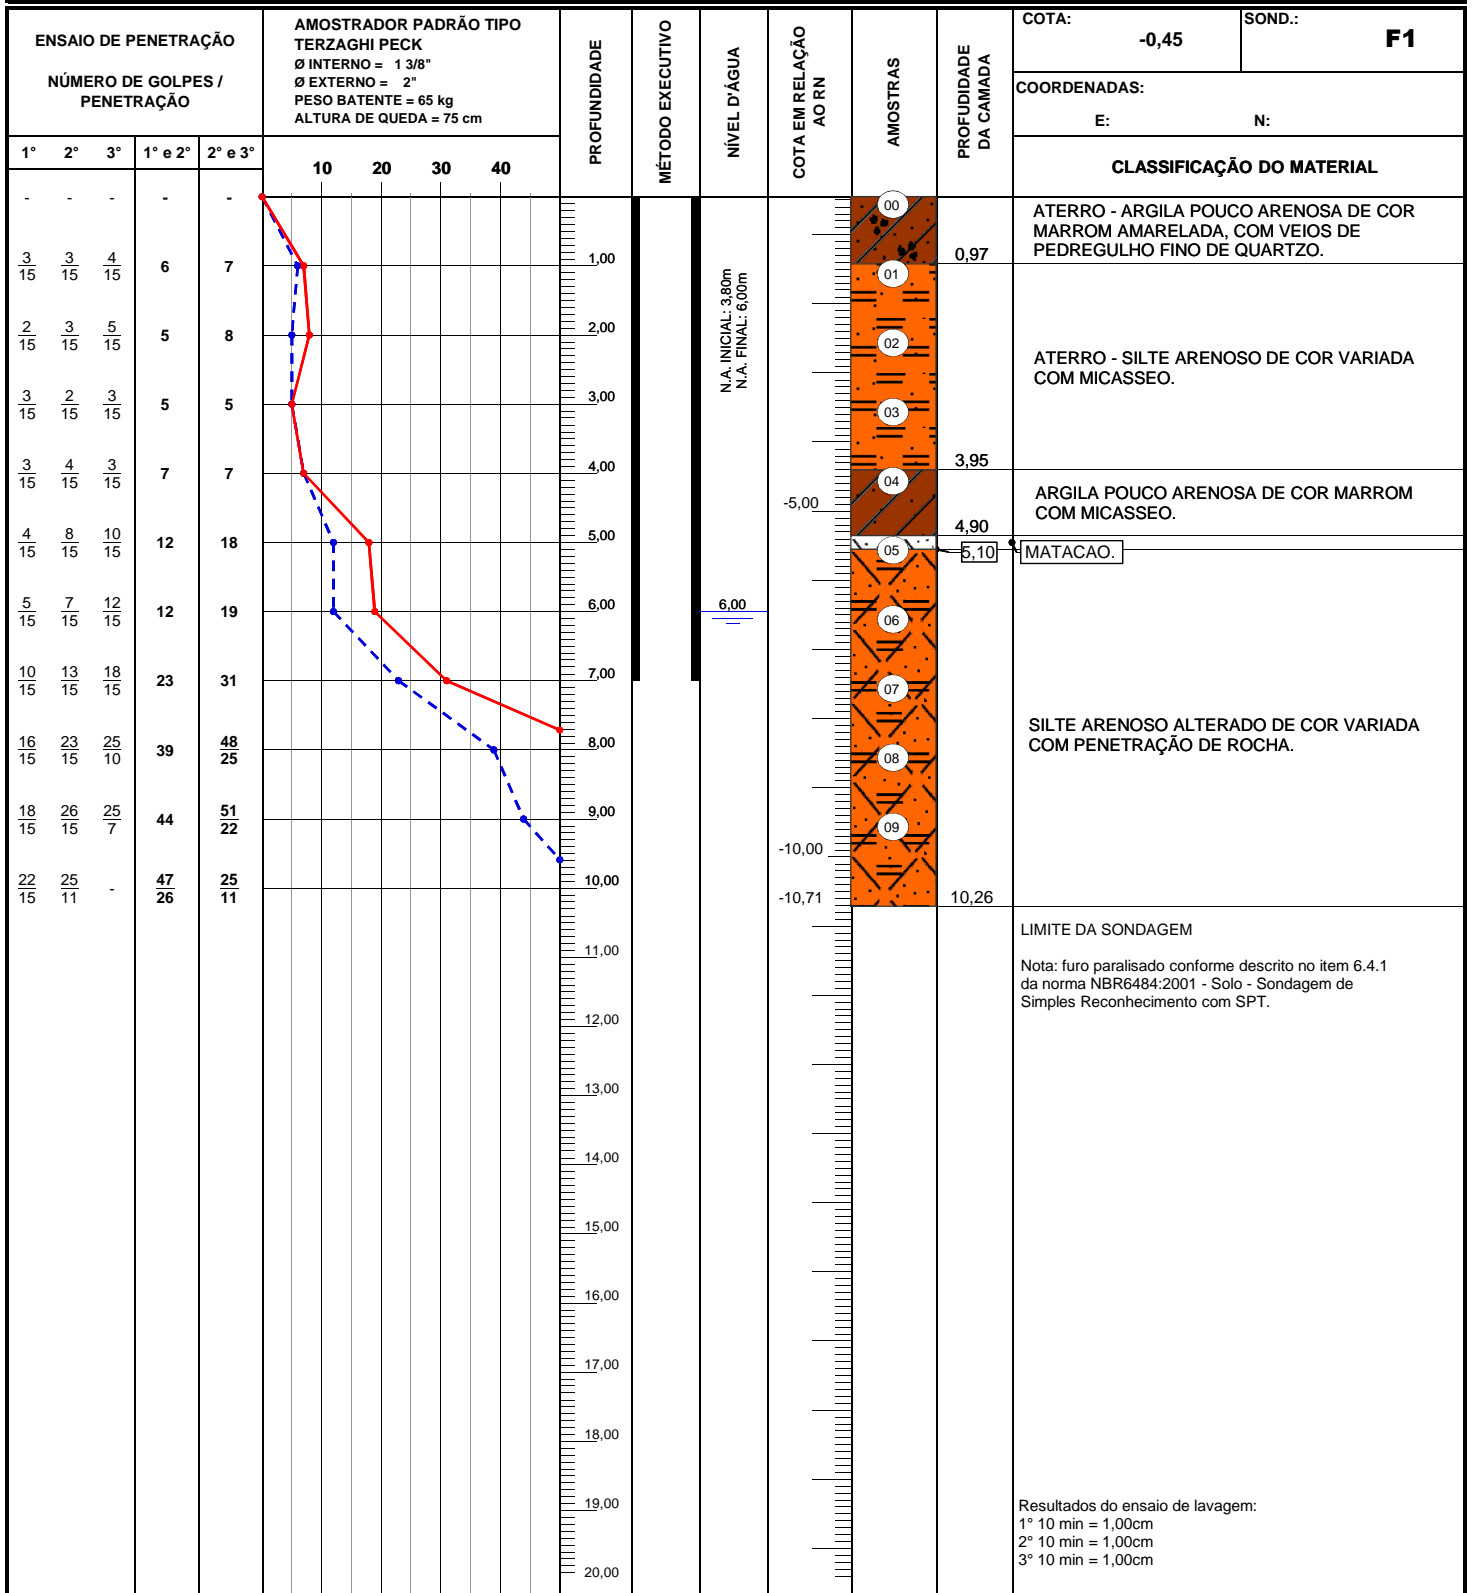 ENSAIO DE PENETRAÇÃO
NÚMERO DE GOLPES /
PENETRAÇÃO
AMOSTRADOR PADRÃO TIPO
TERZAGHI PECK
Ø INTERNO = 1 3/8"
Ø EXTERNO = 2"
PESO BATENTE = 65 kg
ALTURA DE QUEDA = 75 cm
PROFUNDIDADE
MÉTODO EXECUTIVO
NÍVEL D'ÁGUA
COTA EM RELAÇÃO
AO RN
AMOSTRAS
PROFUDIDADE
DA CAMADA
COTA:
-0,45
SOND.:
F1
COORDENADAS:
E: N:
CLASSIFICAÇÃO DO MATERIAL
1° 2° 3° 1° e 2° 2° e 3°
10 20 30 40
- - - - -
3/15 3/15 4/15 6 7
2/15 3/15 5/15 5 8
3/15 2/15 3/15 5 5
3/15 4/15 3/15 7 7
4/15 8/15 10/15 12 18
5/15 7/15 12/15 12 19
10/15 13/15 18/15 23 31
16/15 23/15 25/10 39 48/25
18/15 26/15 25/7 44 51/22
22/15 25/11 - 47/26 25/11
1,00
2,00
3,00
4,00
5,00
6,00
7,00
8,00
9,00
10,00
11,00
12,00
13,00
14,00
15,00
16,00
17,00
18,00
19,00
20,00
N.A. INICIAL: 3,80m
N.A. FINAL: 6,00m
6,00
-5,00
-10,00
-10,71
00
01
02
03
04
05
06
07
08
09
0,97
3,95
4,90
5,10
10,26
ATERRO - ARGILA POUCO ARENOSA DE COR
MARROM AMARELADA, COM VEIOS DE
PEDREGULHO FINO DE QUARTZO.
ATERRO - SILTE ARENOSO DE COR VARIADA
COM MICASSEO.
ARGILA POUCO ARENOSA DE COR MARROM
COM MICASSEO.
MATACAO.
SILTE ARENOSO ALTERADO DE COR VARIADA
COM PENETRAÇÃO DE ROCHA.
LIMITE DA SONDAGEM
Nota: furo paralisado conforme descrito no item 6.4.1
da norma NBR6484:2001 - Solo - Sondagem de
Simples Reconhecimento com SPT.
Resultados do ensaio de lavagem:
1° 10 min = 1,00cm
2° 10 min = 1,00cm
3° 10 min = 1,00cm